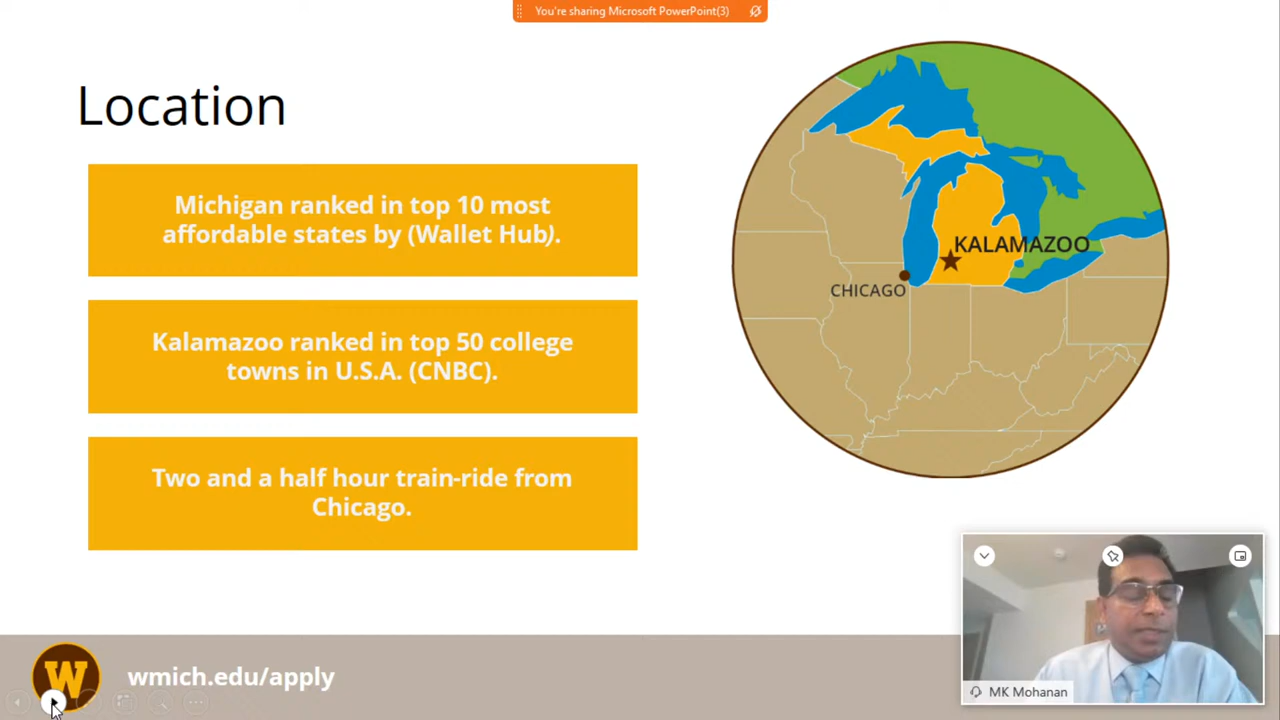 You're sharing Microsoft PowerPoint(3)
Location
Michigan ranked in top 10 most
affordable states by (Wallet Hub).
Kalamazoo ranked in top 50 college
towns in U.S.A. (CNBC).
Two and a half hour train-ride from
Chicago.
KALAMAZOO
CHICAGO
W
wmich.edu/apply
MK Mohanan